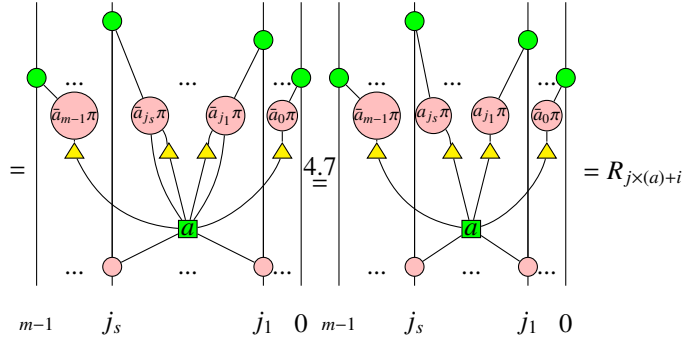 ... ... ... ... ... ...
ā_{m−1}π ā_{j_s}π ā_{j_1}π ā_0π ā_{m−1}π a_{j_s}π a_{j_1}π ā_0π
= 4.7 = = R_{j×(a)+i}
a a
... ... ... ... ... ...
m−1 j_s j_1 0 m−1 j_s j_1 0